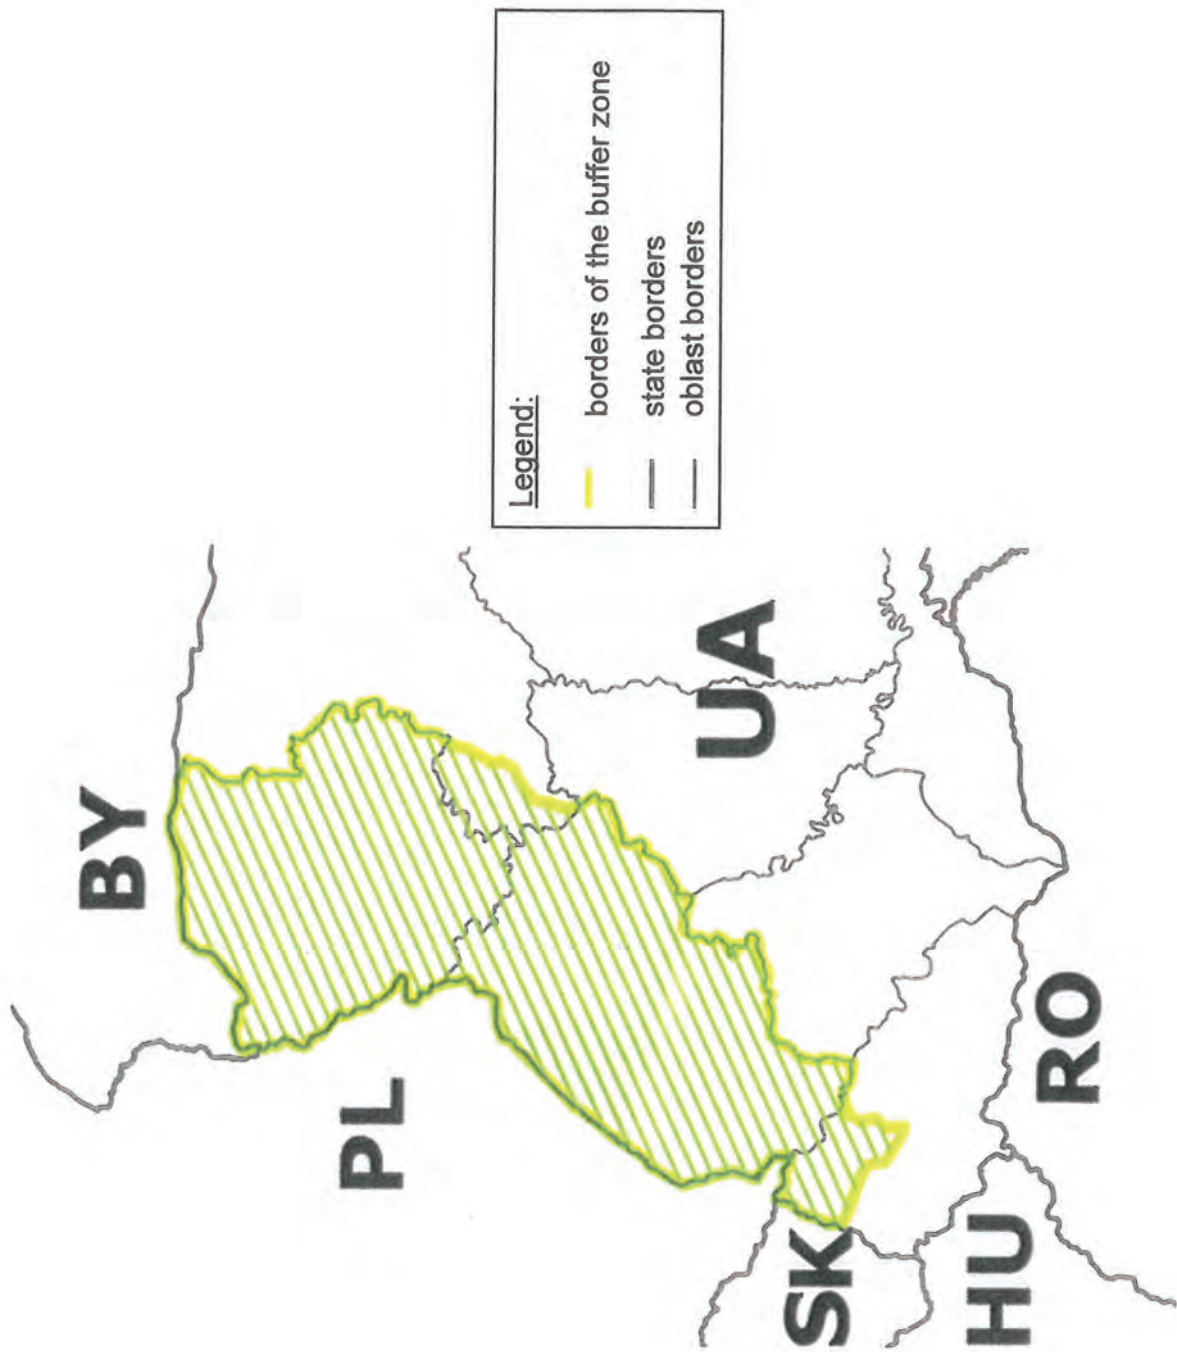 BY
PL
UA
SK
HU
RO
Legend:
borders of the buffer zone
state borders
oblast borders